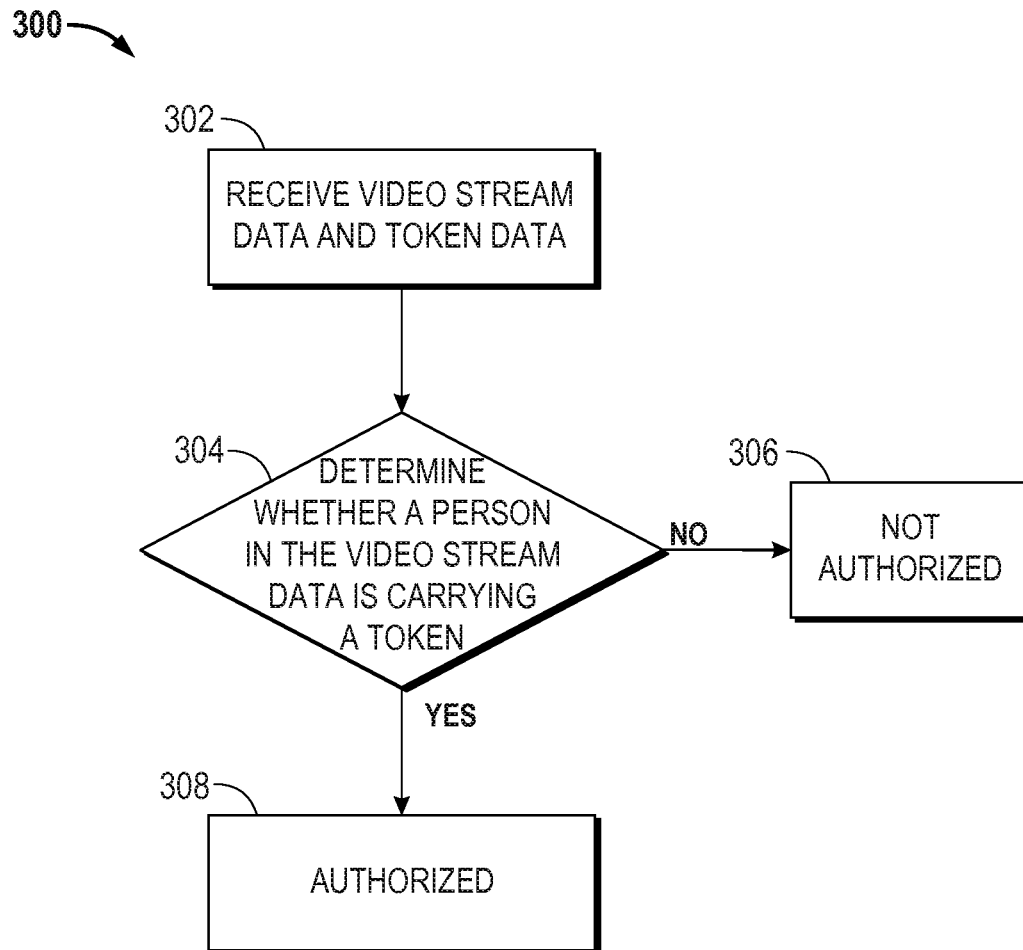 300
302
RECEIVE VIDEO STREAM
DATA AND TOKEN DATA
304
DETERMINE
WHETHER A PERSON
IN THE VIDEO STREAM
DATA IS CARRYING
A TOKEN
NO
306
NOT
AUTHORIZED
YES
308
AUTHORIZED